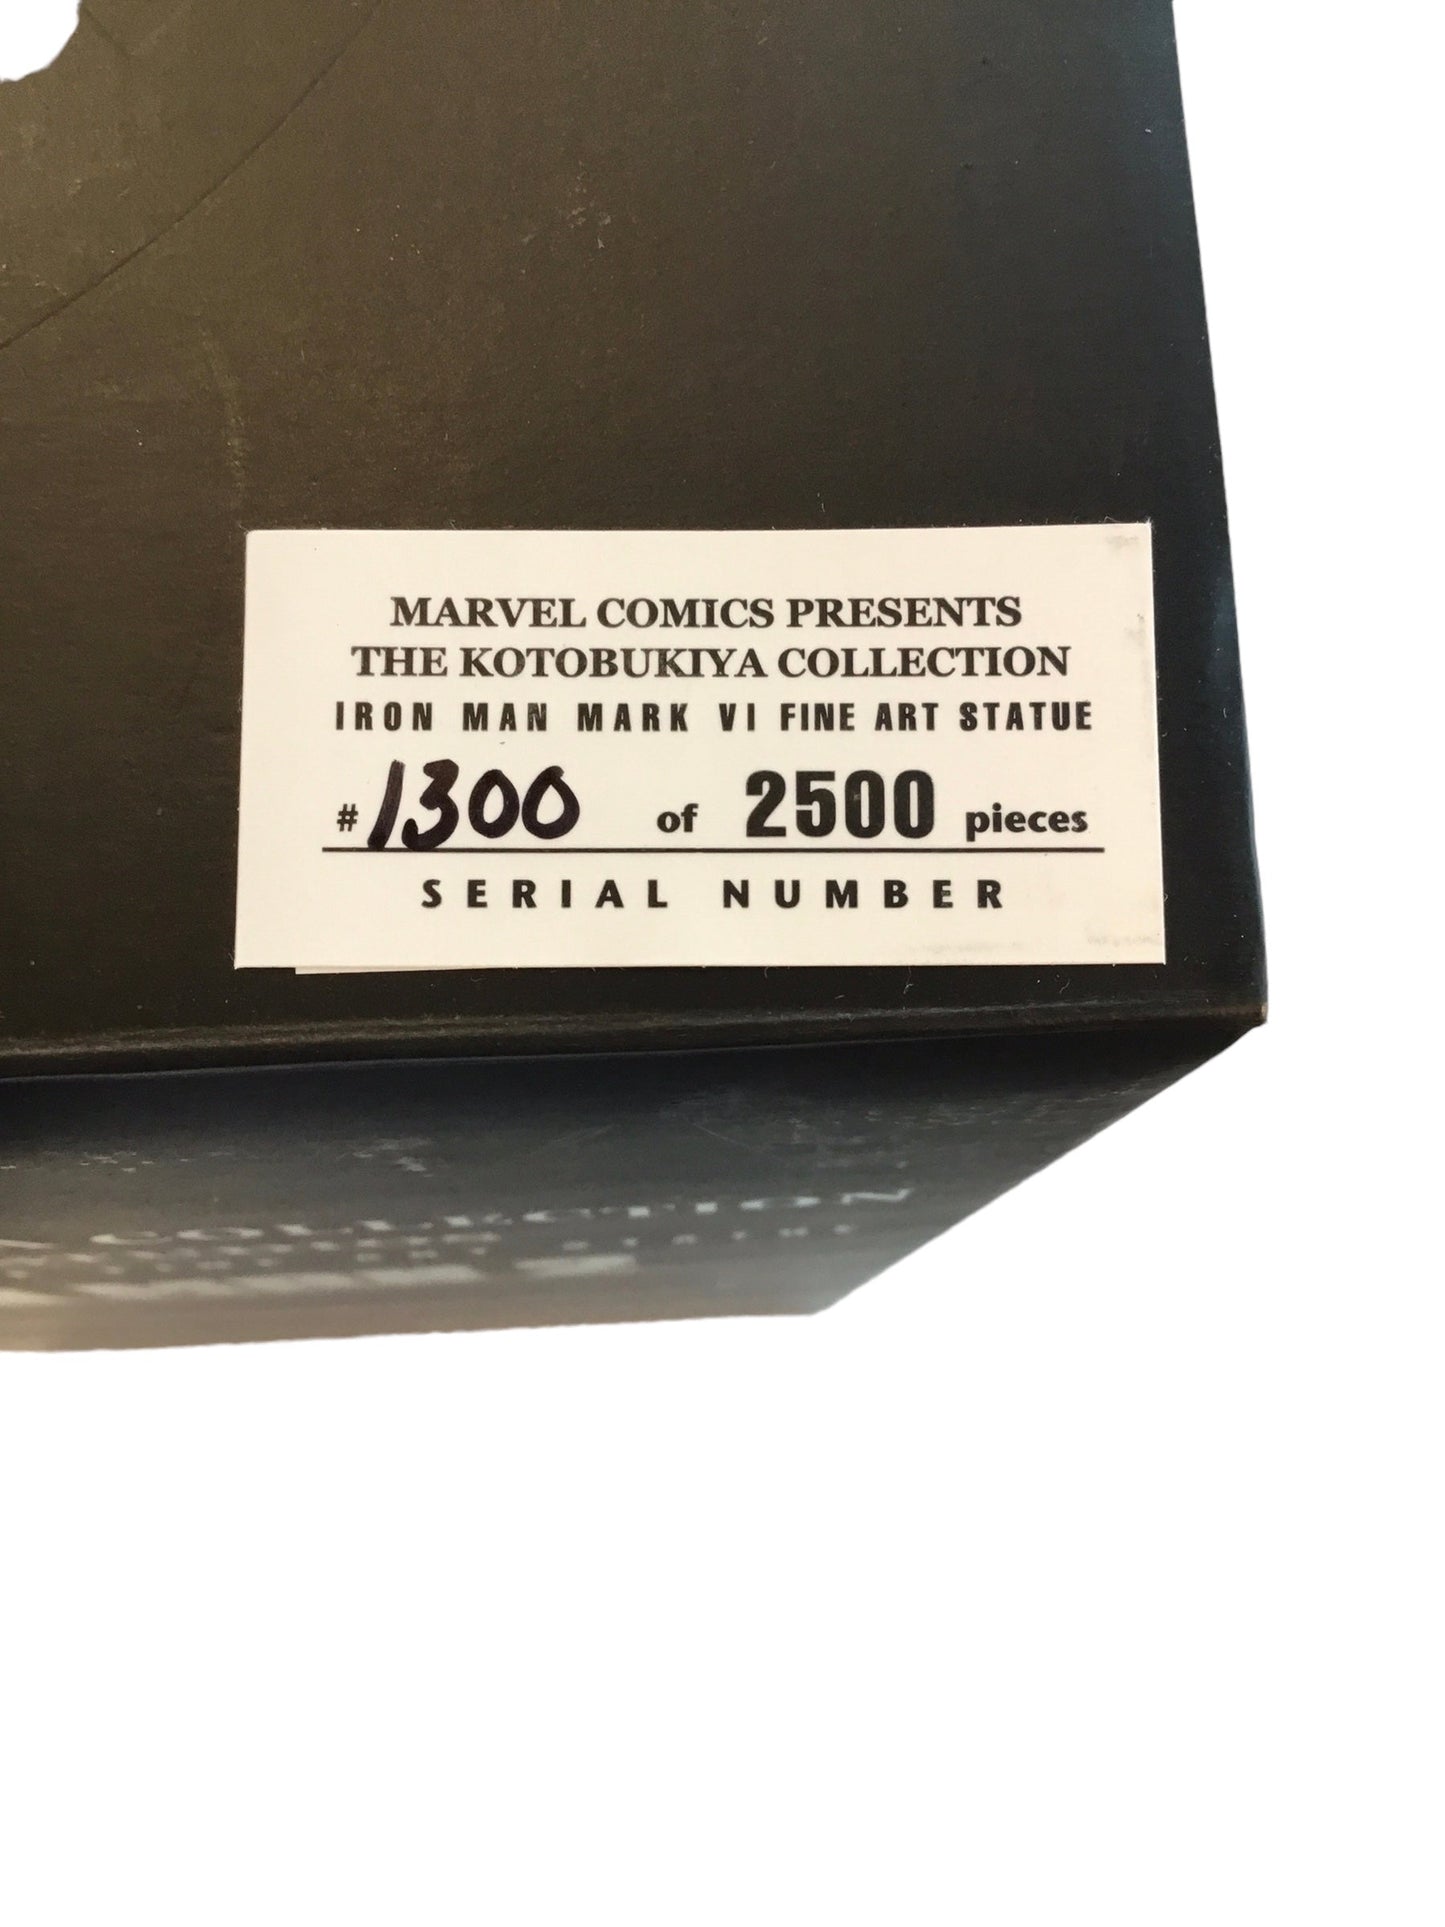 MARVEL COMICS PRESENTS
THE KOTOBUKIYA COLLECTION
IRON MAN MARK VI FINE ART STATUE
#1300 of 2500 pieces
SERIAL NUMBER
COLLECTION